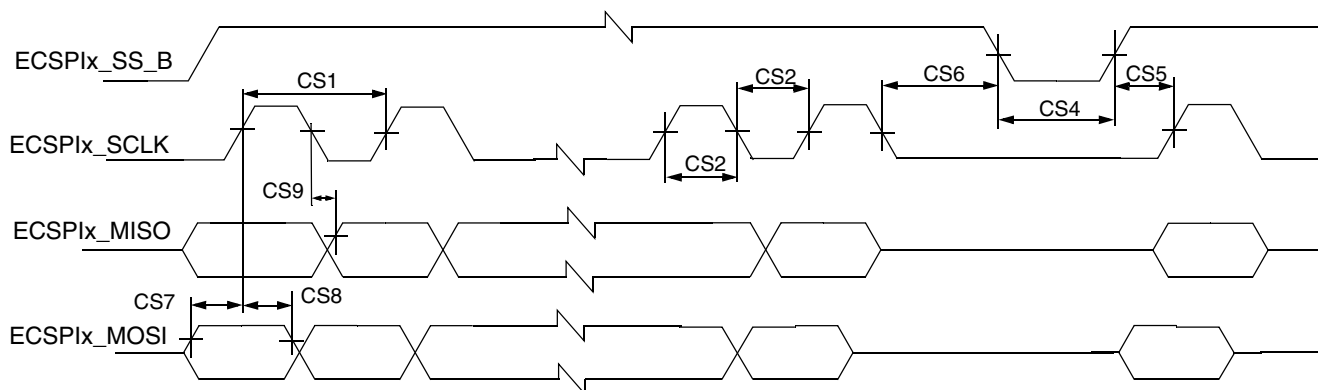 ECSPIx_SS_B
CS1
CS2
CS6
CS5
CS4
ECSPIx_SCLK
CS2
CS9
ECSPIx_MISO
CS7
CS8
ECSPIx_MOSI